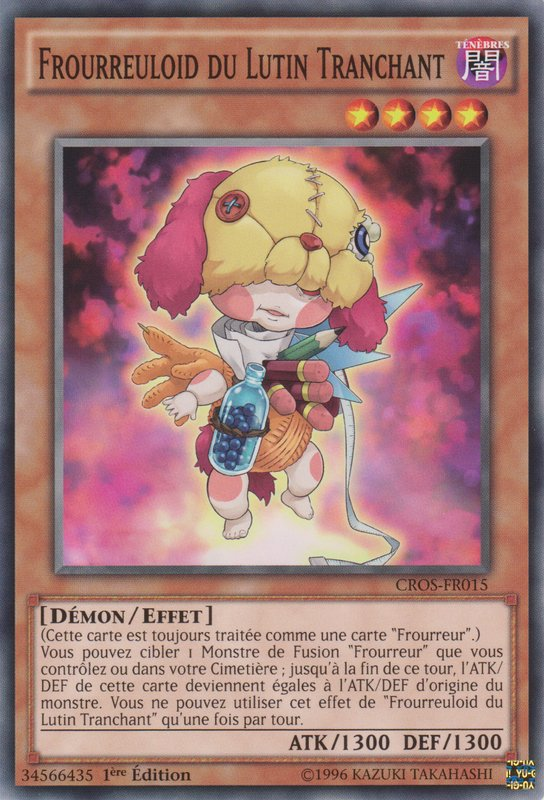 FROURREULOID DU LUTIN TRANCHANT
TÉNÈBRES
闇
CROS-FR015
[DÉMON/EFFET]
(Cette carte est toujours traitée comme une carte "Frourreur".)
Vous pouvez cibler 1 Monstre de Fusion "Frourreur" que vous
contrôlez ou dans votre Cimetière ; jusqu'à la fin de ce tour, l'ATK/
DEF de cette carte deviennent égales à l'ATK/DEF d'origine du
monstre. Vous ne pouvez utiliser cet effet de "Frourreuloid du
Lutin Tranchant" qu'une fois par tour.
ATK/1300 DEF/1300
34566435 1ère Édition ©1996 KAZUKI TAKAHASHI